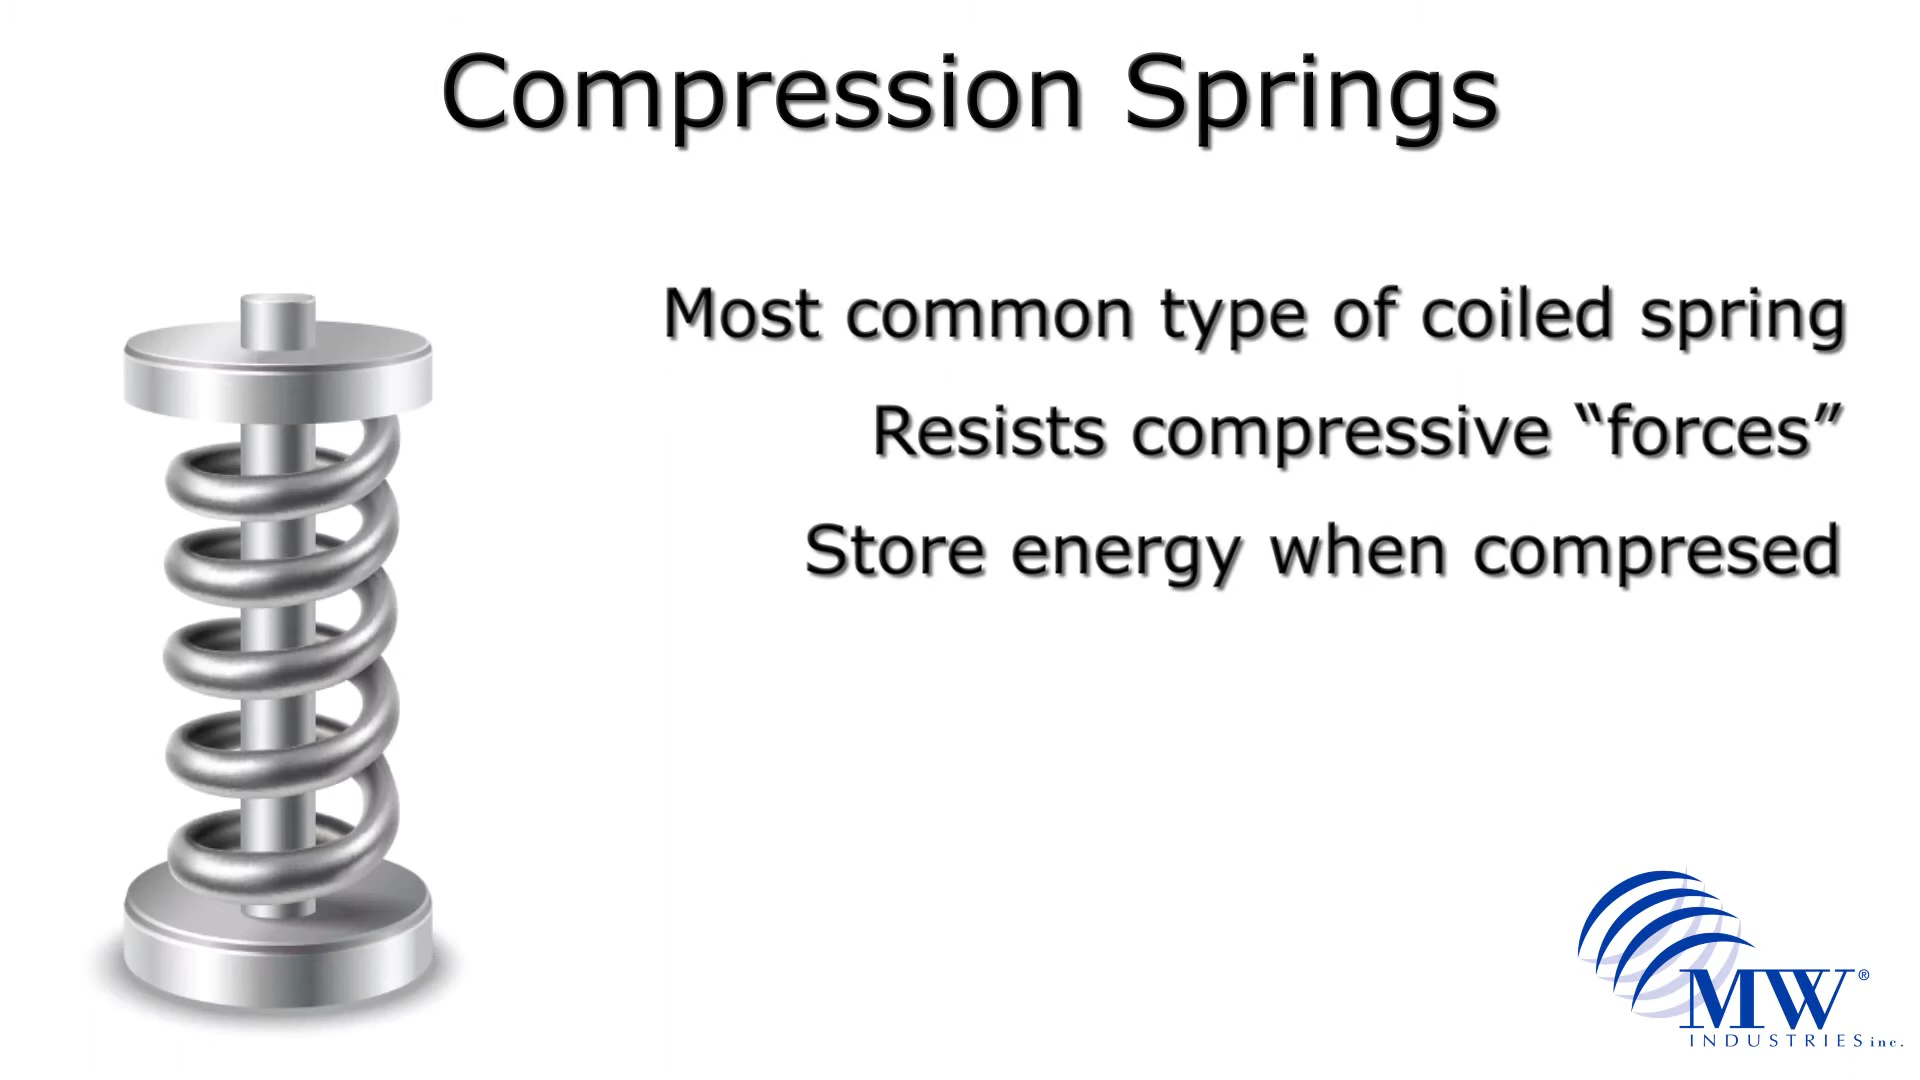 Compression Springs
Most common type of coiled spring
Resists compressive “forces”
Store energy when compresed
MW®
INDUSTRIES inc.